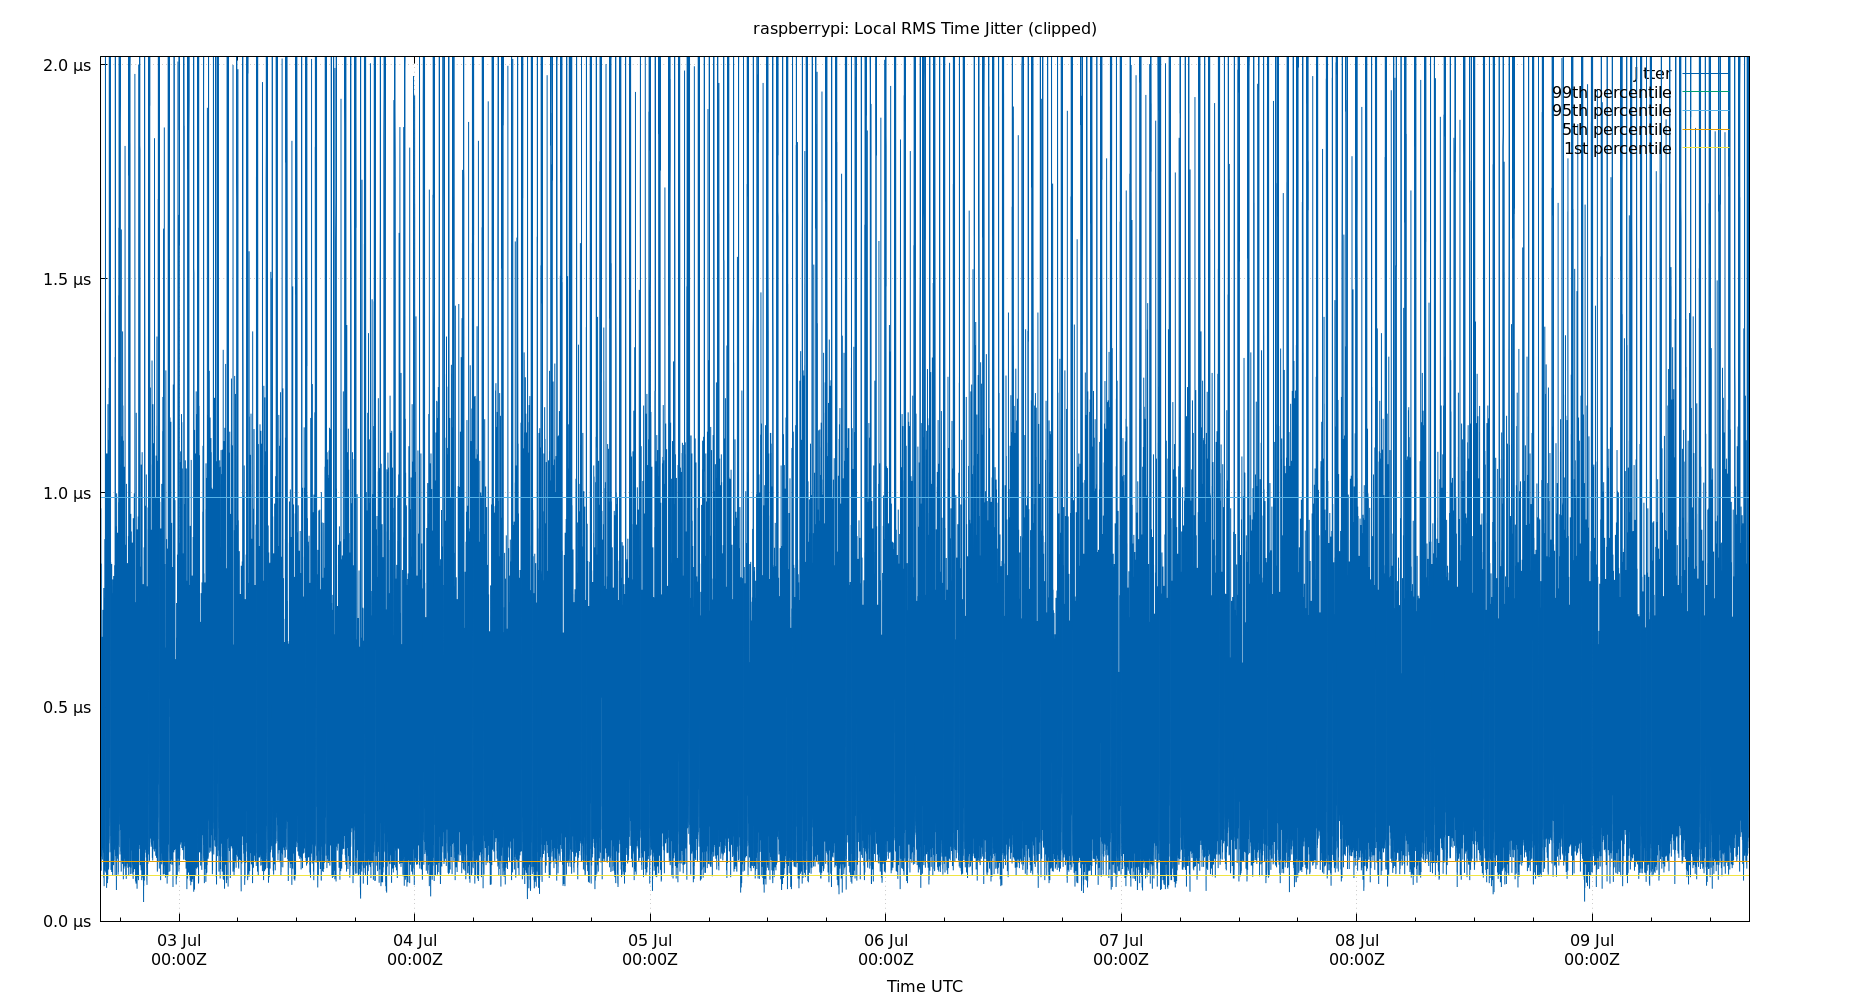 raspberrypi: Local RMS Time Jitter (clipped)
2.0 µs
1.5 µs
1.0 µs
0.5 µs
0.0 µs
Jitter
99th percentile
95th percentile
5th percentile
1st percentile
03 Jul 04 Jul 05 Jul 06 Jul 07 Jul 08 Jul 09 Jul
00:00Z 00:00Z 00:00Z 00:00Z 00:00Z 00:00Z 00:00Z
Time UTC